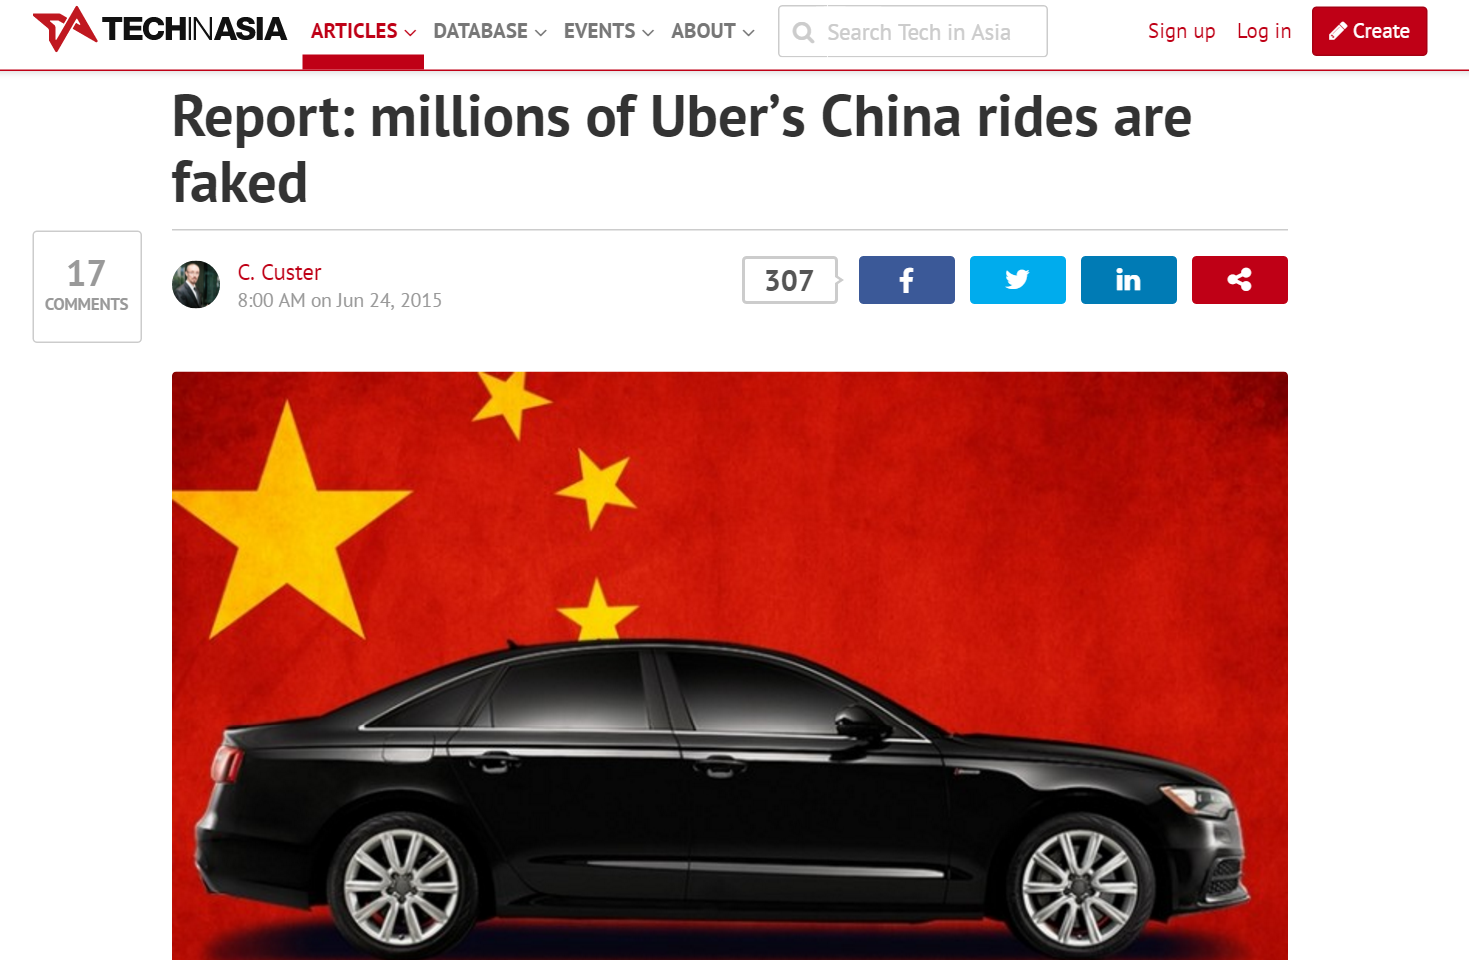 TECHINASIA
ARTICLES DATABASE EVENTS ABOUT Search Tech in Asia Sign up Log in Create
Report: millions of Uber’s China rides are
faked
17
COMMENTS
C. Custer
8:00 AM on Jun 24, 2015
307